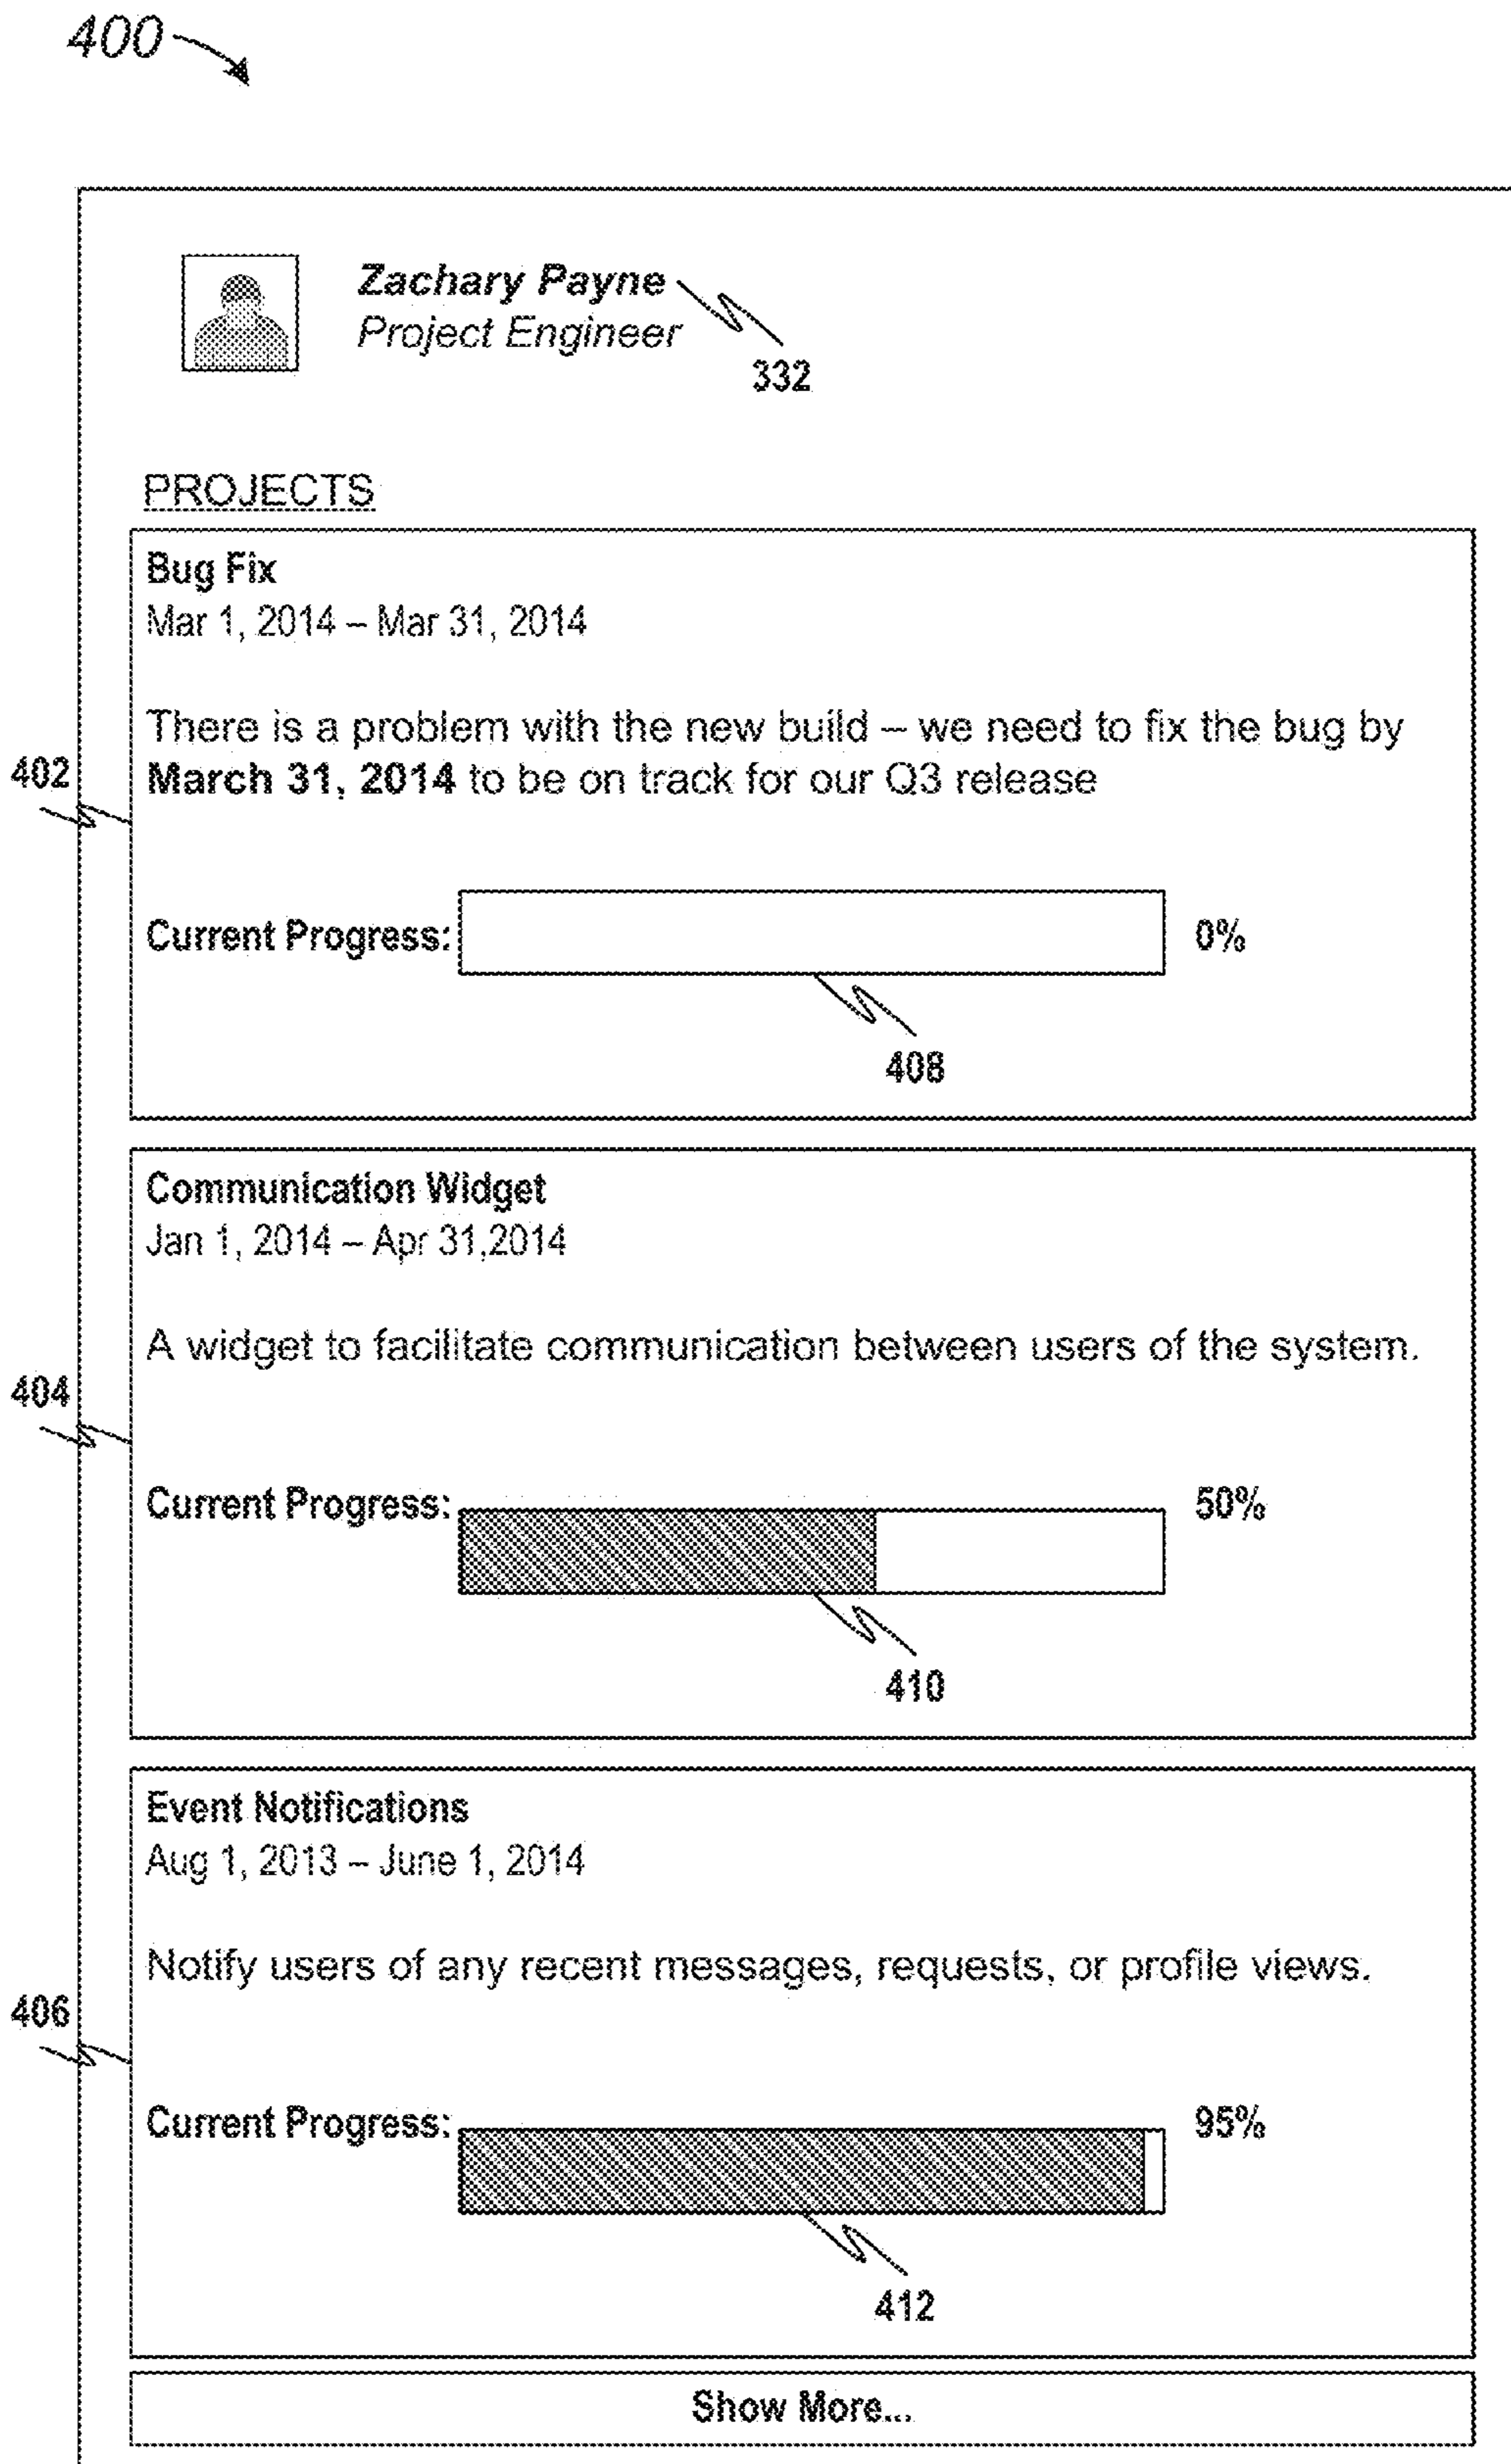 400
Zachary Payne
Project Engineer
332
PROJECTS
Bug Fix
Mar 1, 2014 – Mar 31, 2014
There is a problem with the new build – we need to fix the bug by
March 31, 2014 to be on track for our Q3 release
402
Current Progress:
0%
408
Communication Widget
Jan 1, 2014 – Apr 31,2014
A widget to facilitate communication between users of the system.
404
Current Progress:
50%
410
Event Notifications
Aug 1, 2013 – June 1, 2014
Notify users of any recent messages, requests, or profile views.
406
Current Progress:
95%
412
Show More...